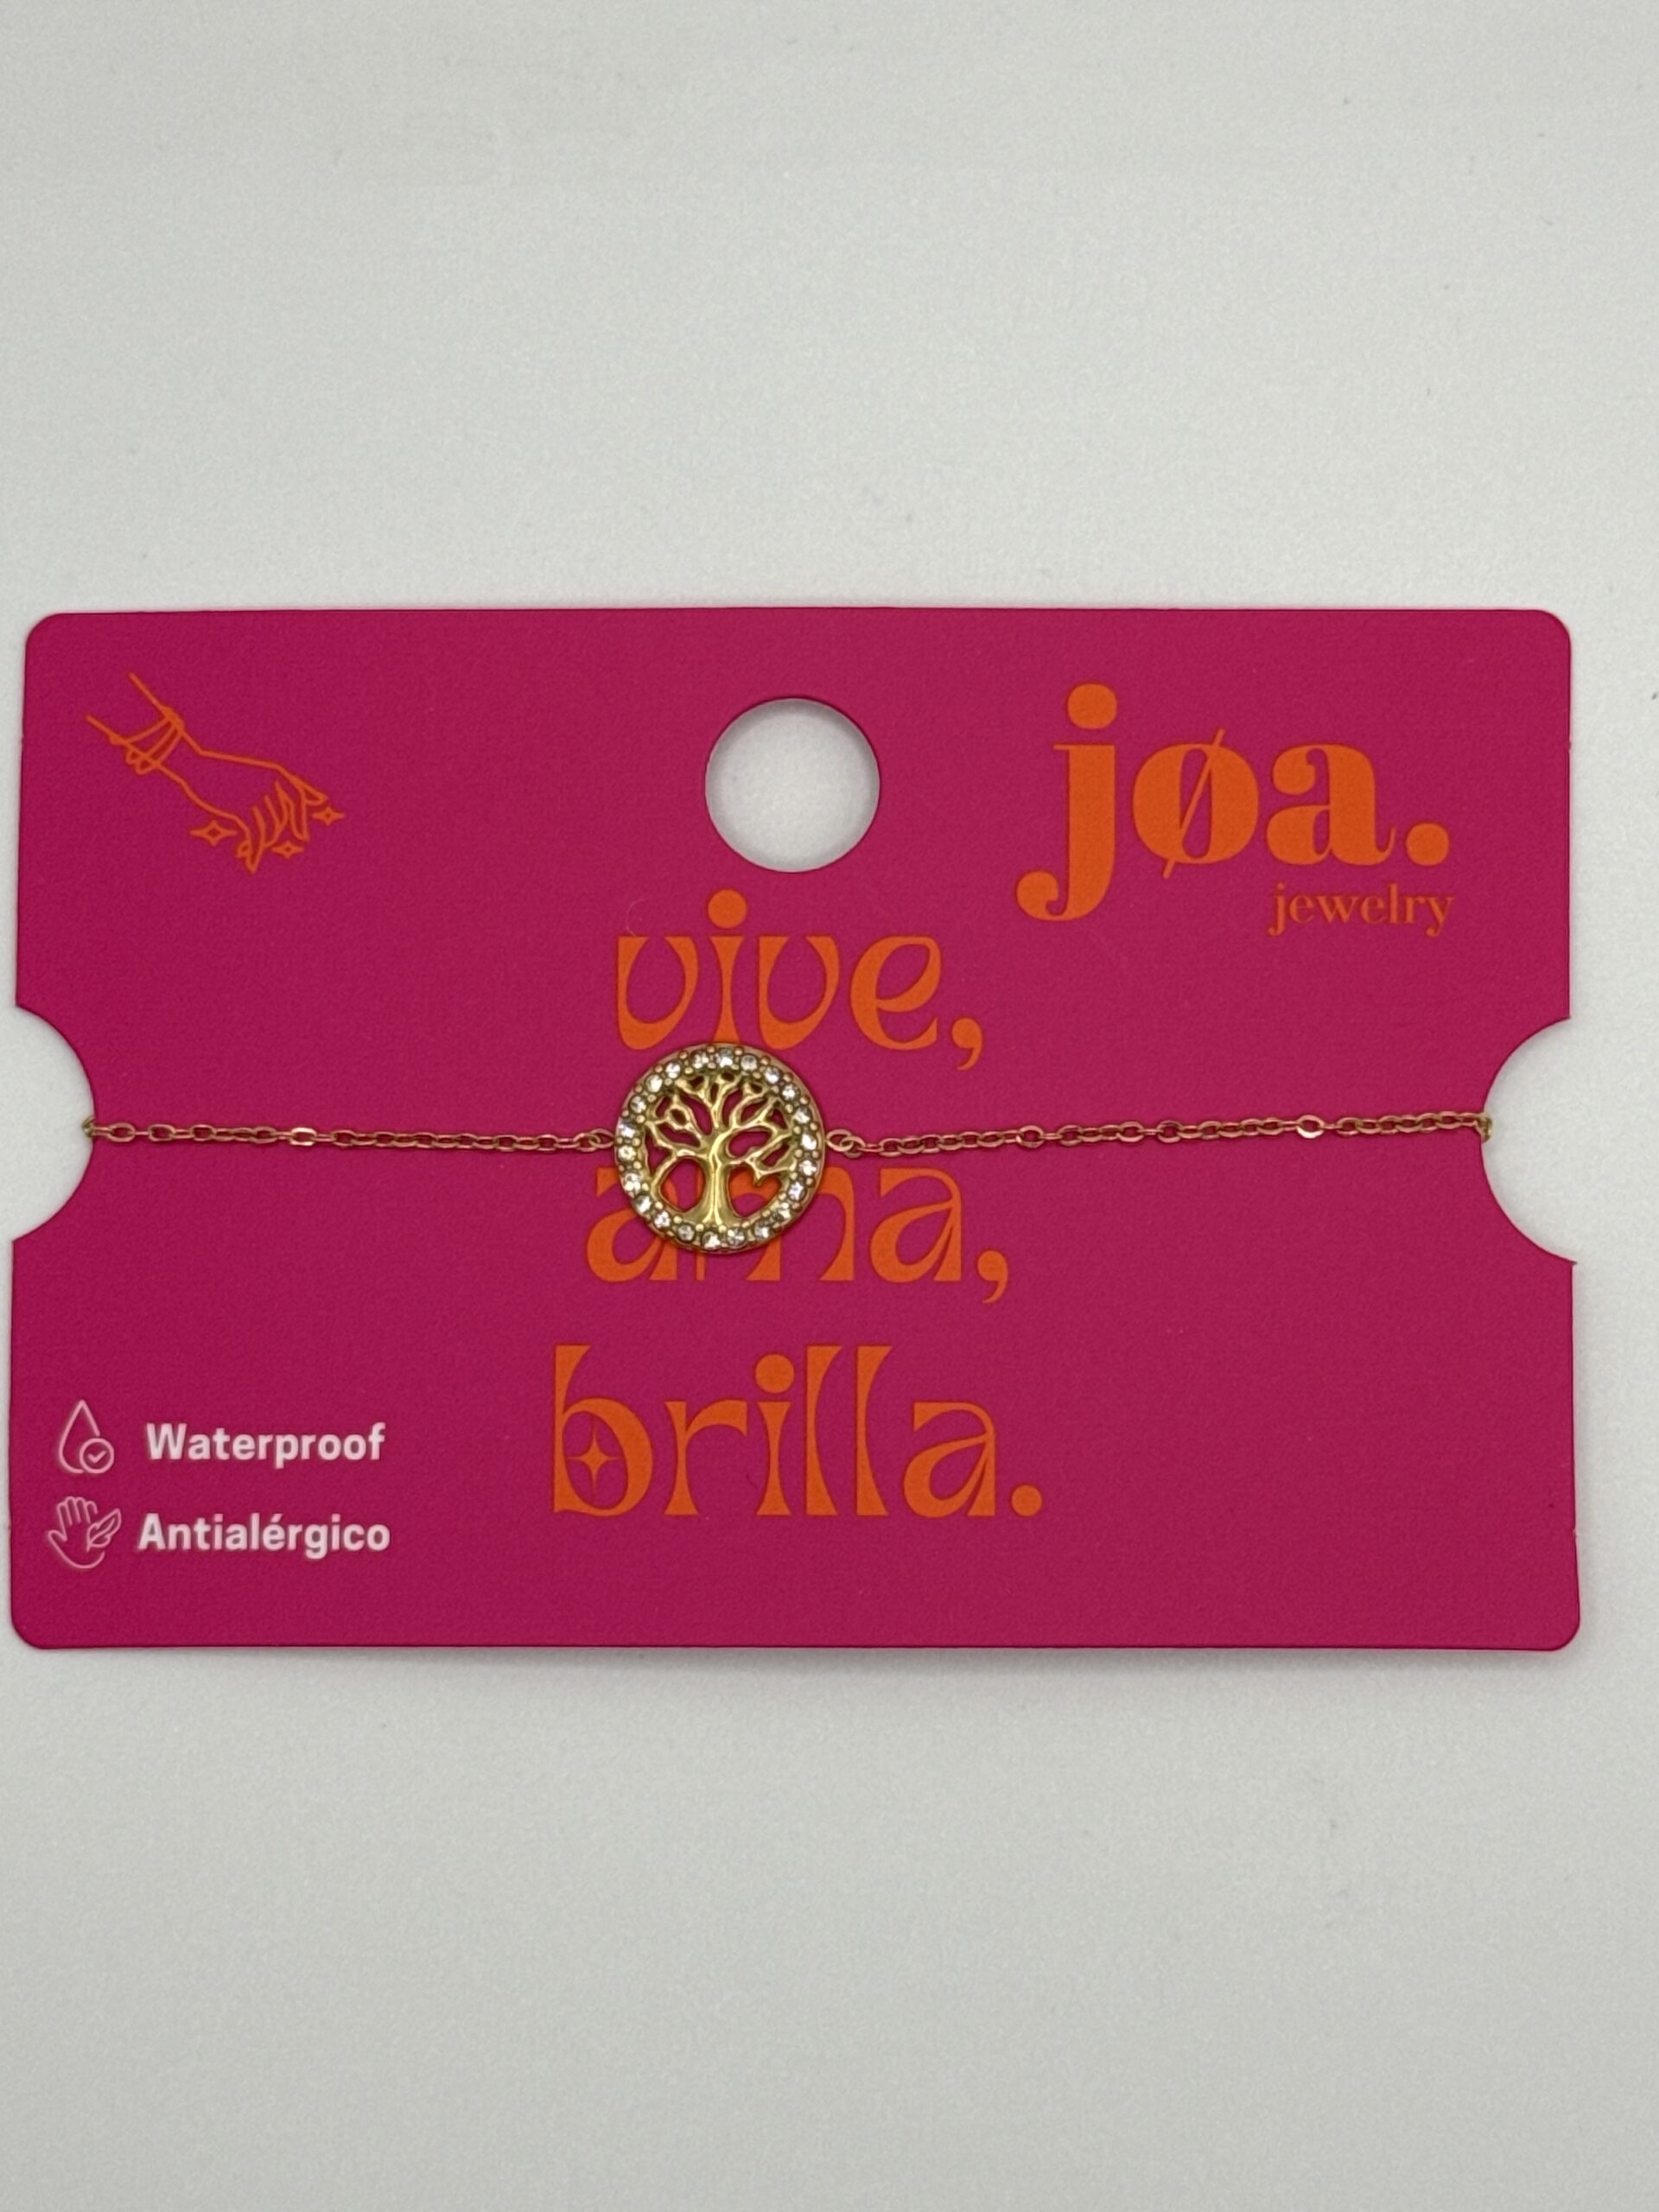 jøa.
jewelry
vive,
ama,
brilla.
Waterproof
Antialérgico